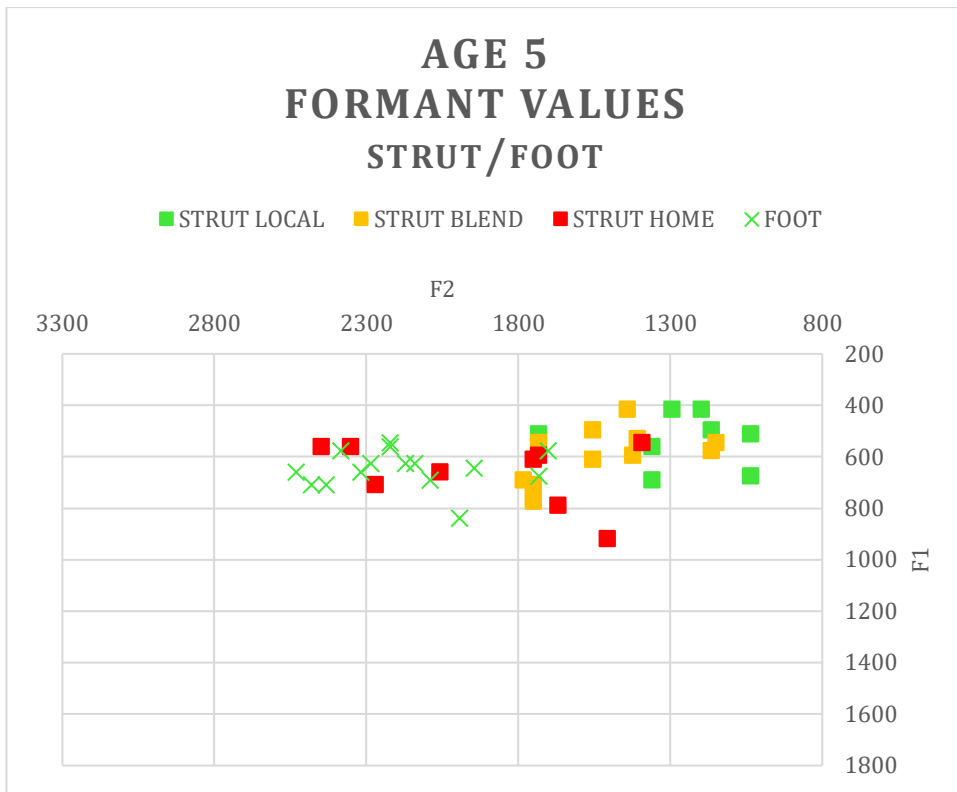 AGE 5
FORMANT VALUES
STRUT/FOOT
STRUT LOCAL STRUT BLEND STRUT HOME FOOT
F2
3300 2800 2300 1800 1300 800
200
400
600
800
1000
1200
1400
1600
1800
F1